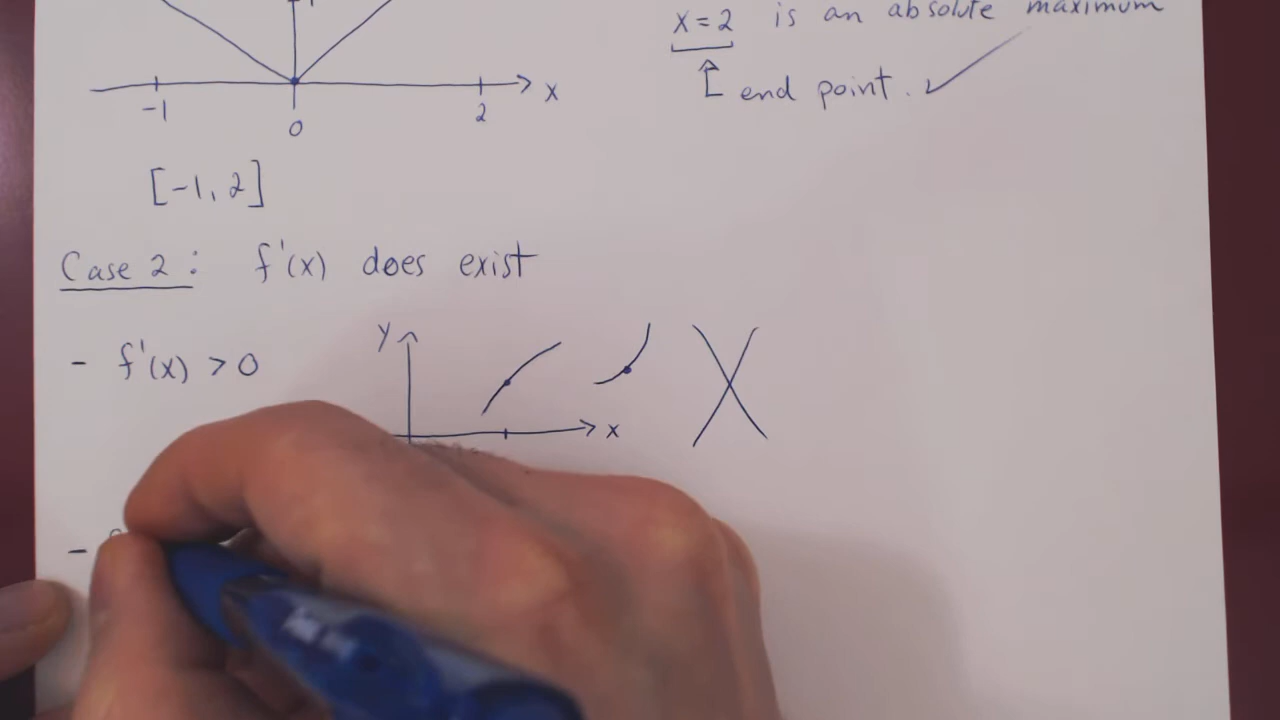 x = 2 is an absolute maximum
end point.
-1 0 2 x
[-1, 2]
Case 2: f'(x) does exist
- f'(x) > 0
y
x
-